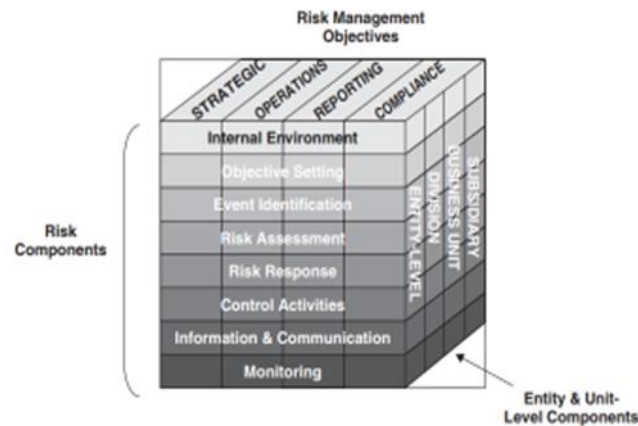 Risk Management
Objectives
STRATEGIC
OPERATIONS
REPORTING
COMPLIANCE
Risk
Components
Internal Environment
Objective Setting
Event Identification
Risk Assessment
Risk Response
Control Activities
Information & Communication
Monitoring
ENTITY-LEVEL
DIVISION
BUSINESS UNIT
SUBSIDIARY
Entity & Unit-
Level Components